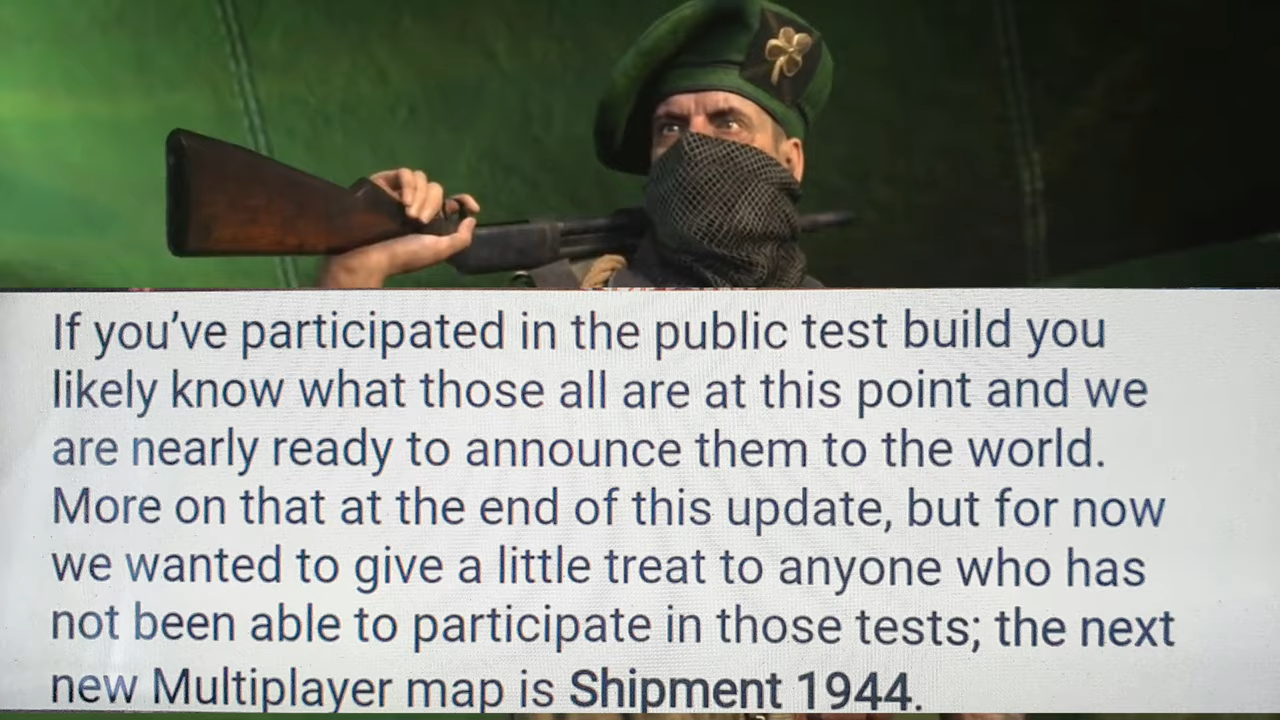 If you've participated in the public test build you
likely know what those all are at this point and we
are nearly ready to announce them to the world.
More on that at the end of this update, but for now
we wanted to give a little treat to anyone who has
not been able to participate in those tests; the next
new Multiplayer map is Shipment 1944.